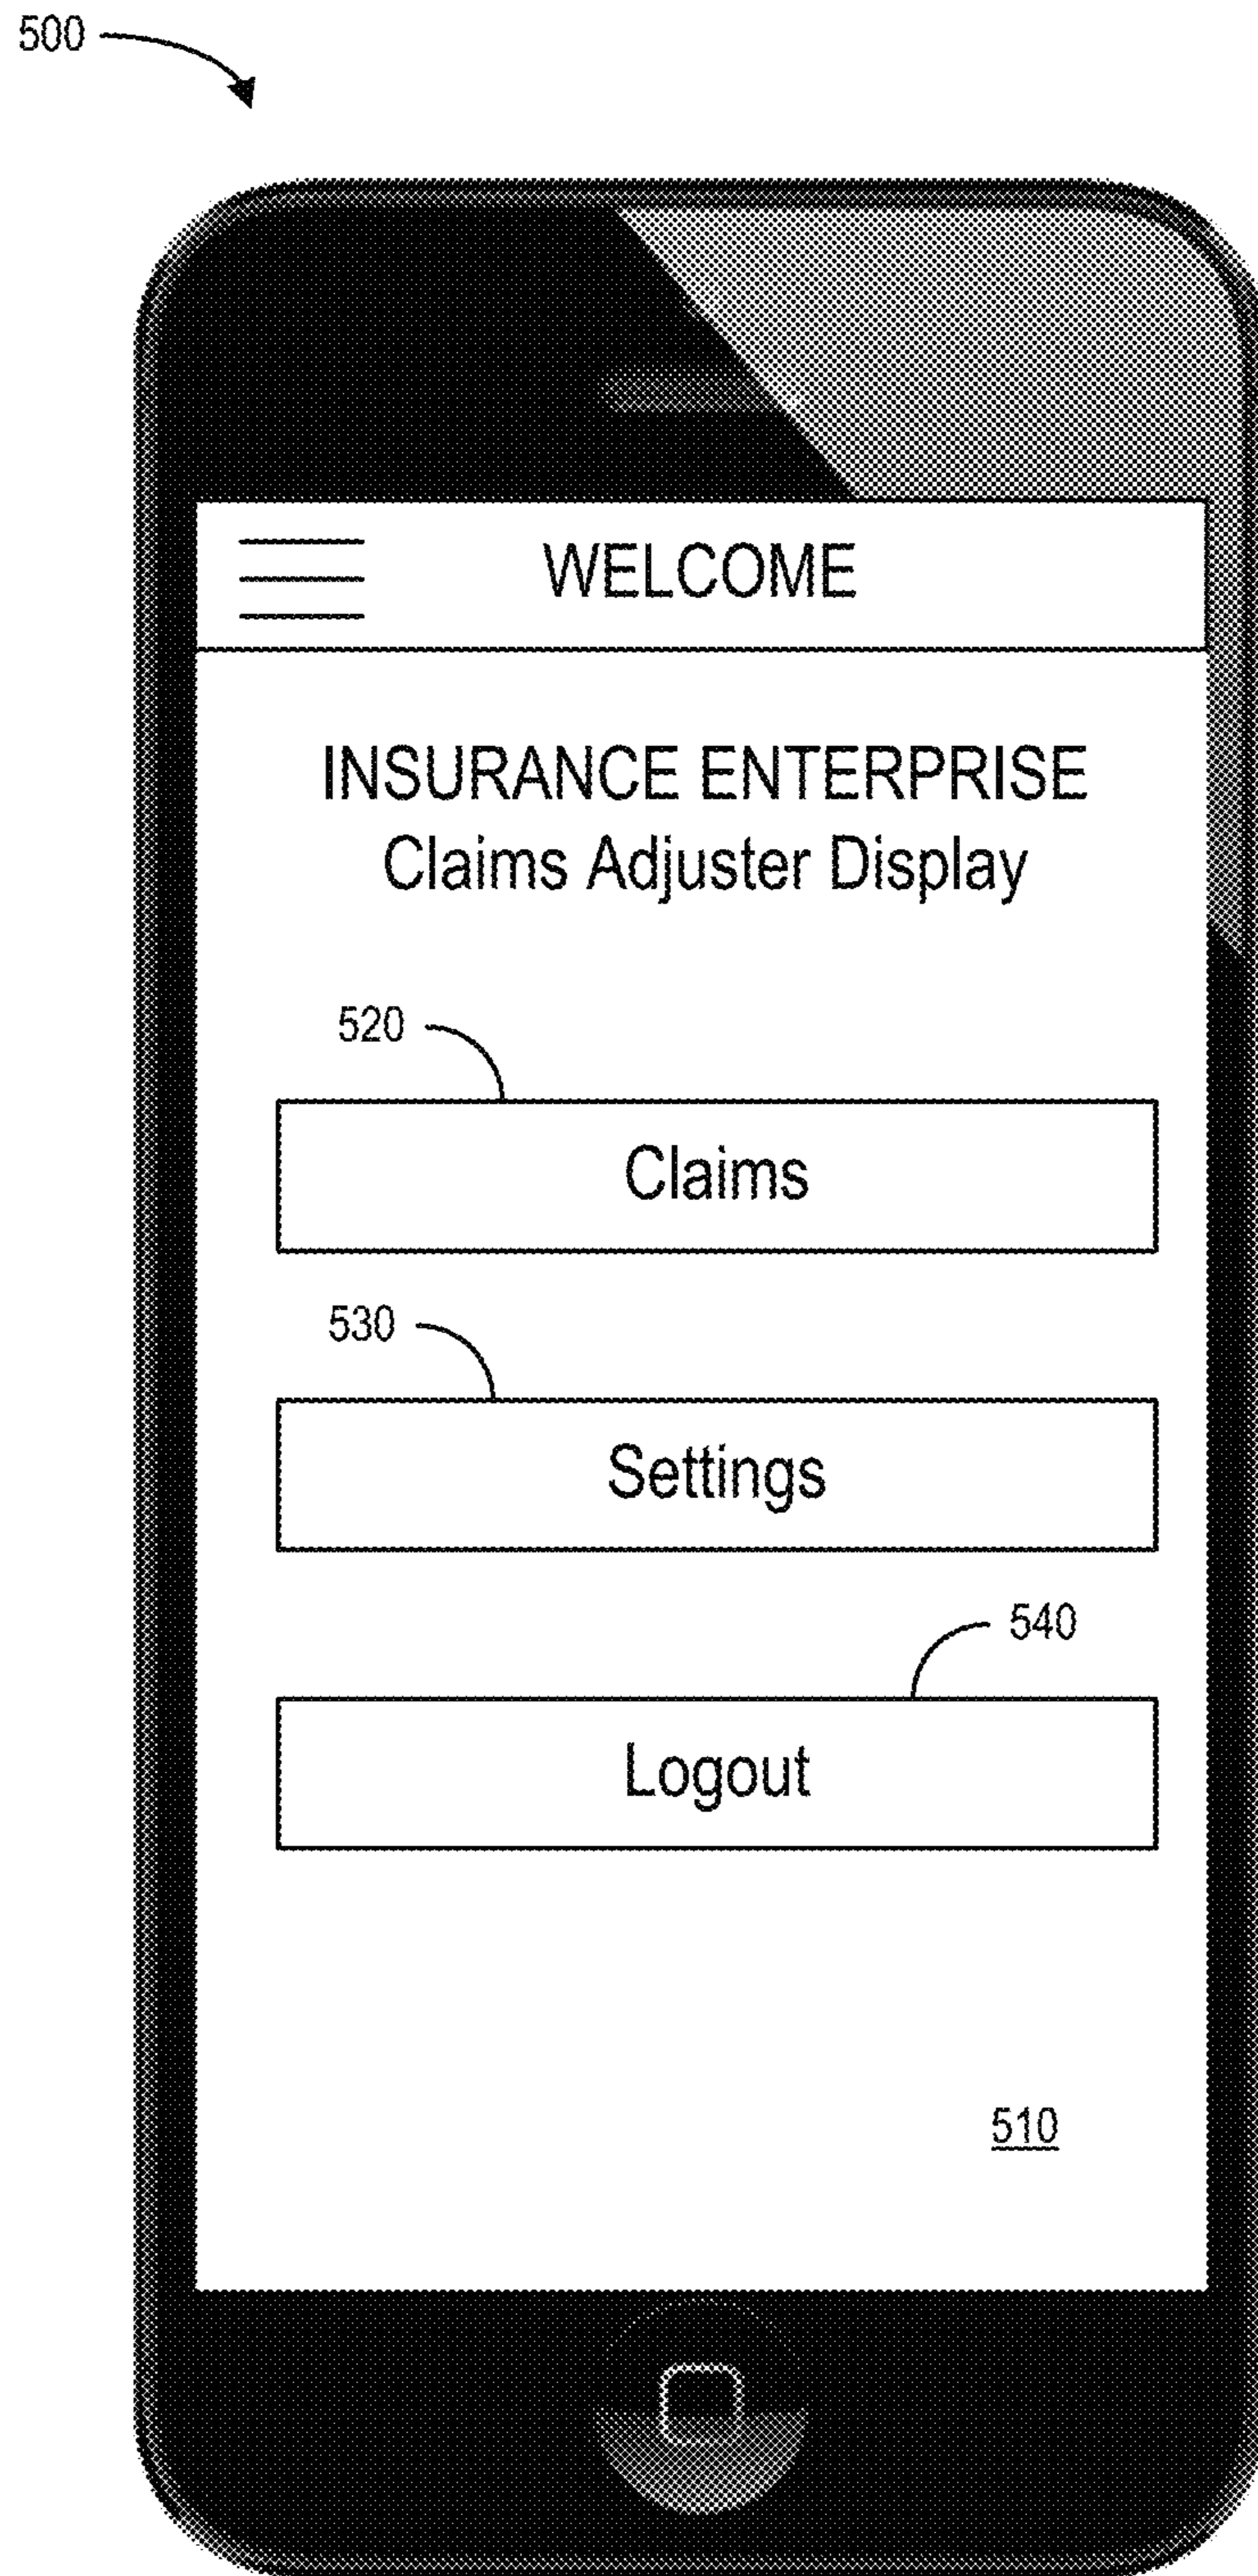 500
WELCOME
INSURANCE ENTERPRISE
Claims Adjuster Display
520
Claims
530
Settings
540
Logout
510